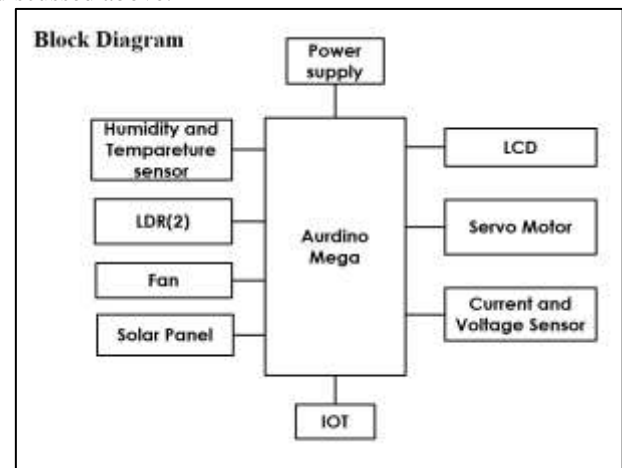 Block Diagram
Power
supply
Humidity and
Tempareture
sensor
LDR(2)
Fan
Solar Panel
Aurdino
Mega
LCD
Servo Motor
Current and
Voltage Sensor
IOT